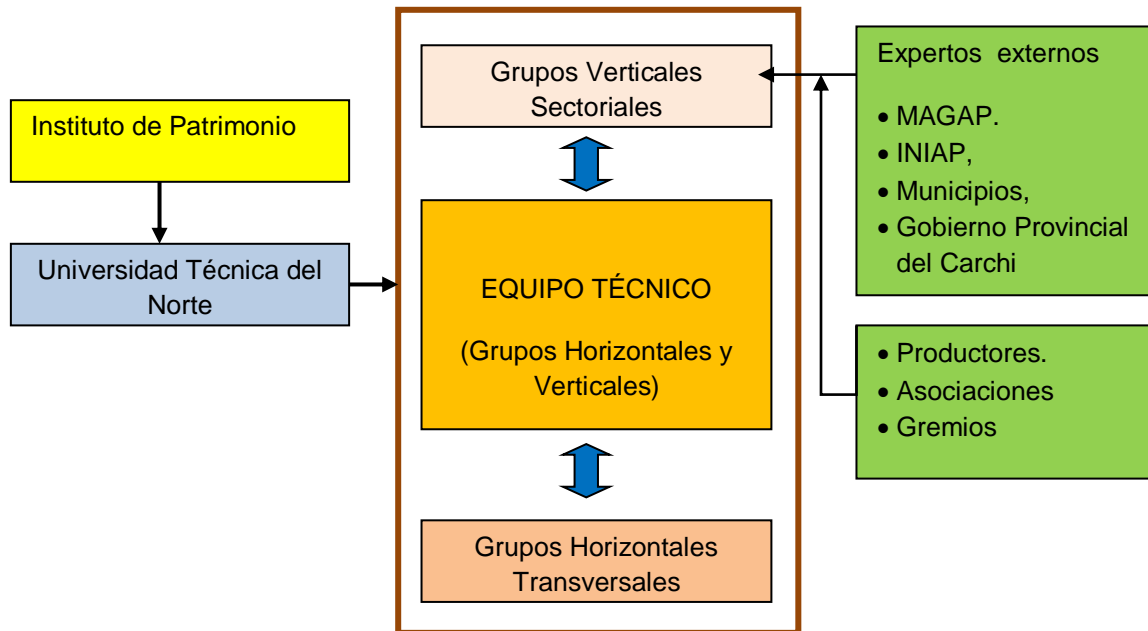 Instituto de Patrimonio
Universidad Técnica del
Norte
Grupos Verticales
Sectoriales
EQUIPO TÉCNICO
(Grupos Horizontales y
Verticales)
Grupos Horizontales
Transversales
Expertos externos
• MAGAP.
• INIAP,
• Municipios,
• Gobierno Provincial
del Carchi
• Productores.
• Asociaciones
• Gremios